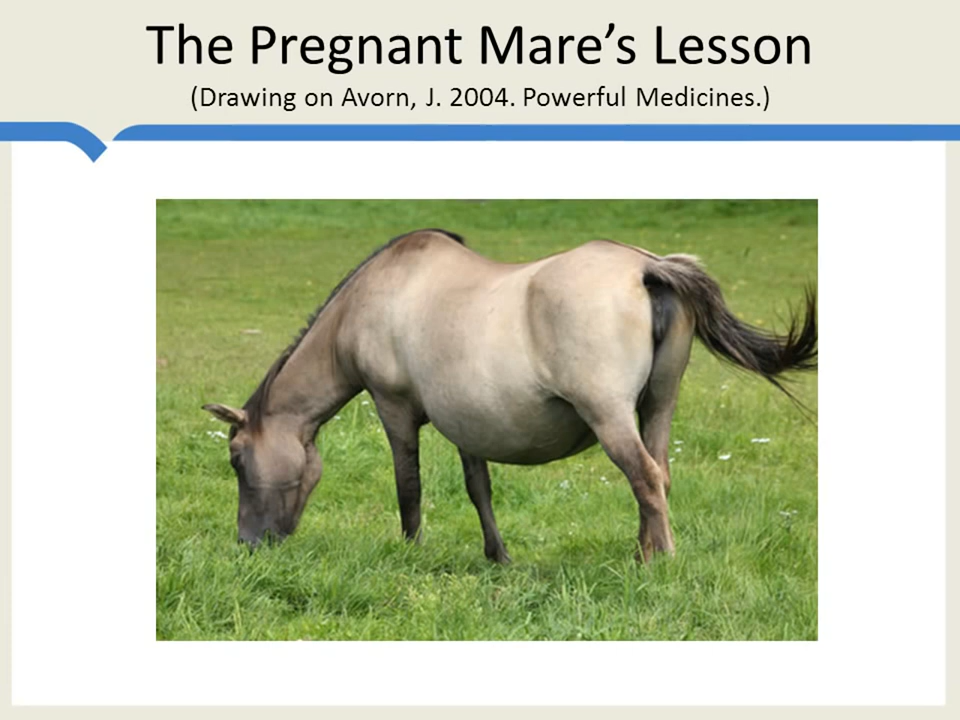 The Pregnant Mare’s Lesson
(Drawing on Avorn, J. 2004. Powerful Medicines.)